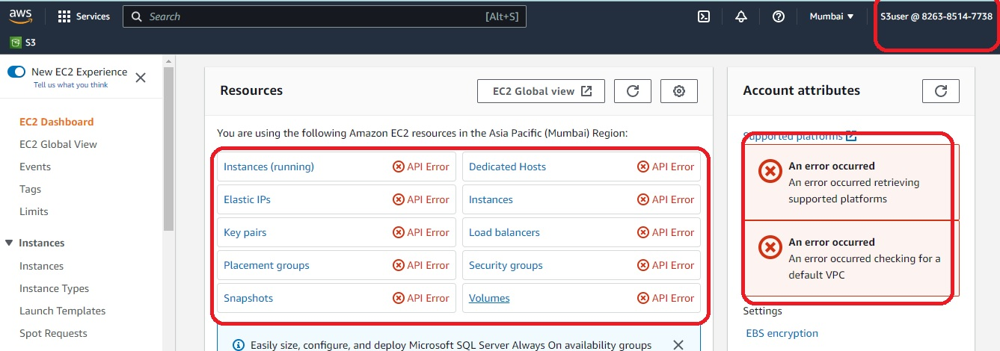 aws
Services
Search
[Alt+S]
Mumbai
S3user @ 8263-8514-7738
S3
New EC2 Experience
Tell us what you think
EC2 Dashboard
EC2 Global View
Events
Tags
Limits
Instances
Instances
Instance Types
Launch Templates
Spot Requests
Resources
EC2 Global view
You are using the following Amazon EC2 resources in the Asia Pacific (Mumbai) Region:
Instances (running) API Error
Dedicated Hosts API Error
Elastic IPs API Error
Instances API Error
Key pairs API Error
Load balancers API Error
Placement groups API Error
Security groups API Error
Snapshots API Error
Volumes API Error
Easily size, configure, and deploy Microsoft SQL Server Always On availability groups
Account attributes
Supported platforms
An error occurred
An error occurred retrieving
supported platforms
An error occurred
An error occurred checking for a
default VPC
Settings
EBS encryption